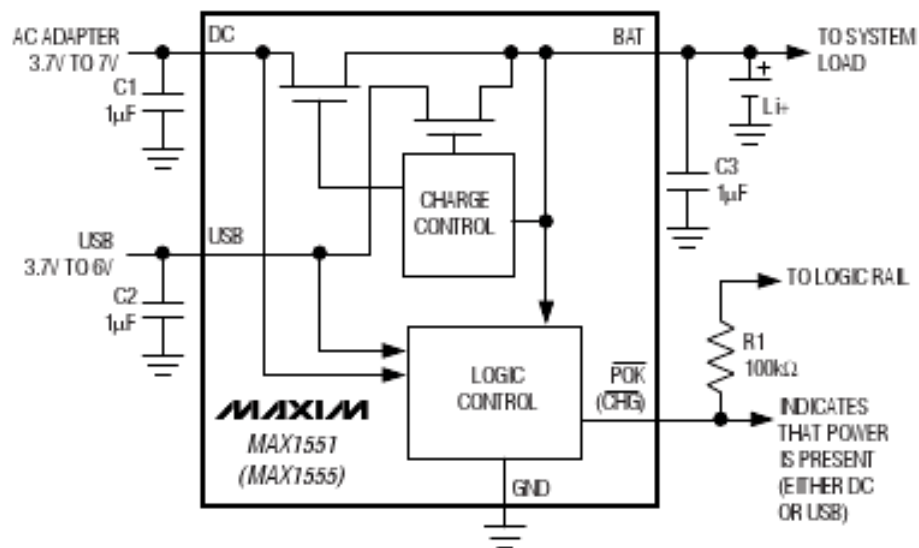 AC ADAPTER
3.7V TO 7V
DC
BAT
TO SYSTEM
LOAD
C1
1µF
+
Li+
CHARGE
CONTROL
C3
1µF
USB
3.7V TO 6V
USB
C2
1µF
TO LOGIC RAIL
R1
100kΩ
LOGIC
CONTROL
POK
(CHG)
MAXIM
MAX1551
(MAX1555)
GND
INDICATES
THAT POWER
IS PRESENT
(EITHER DC
OR USB)